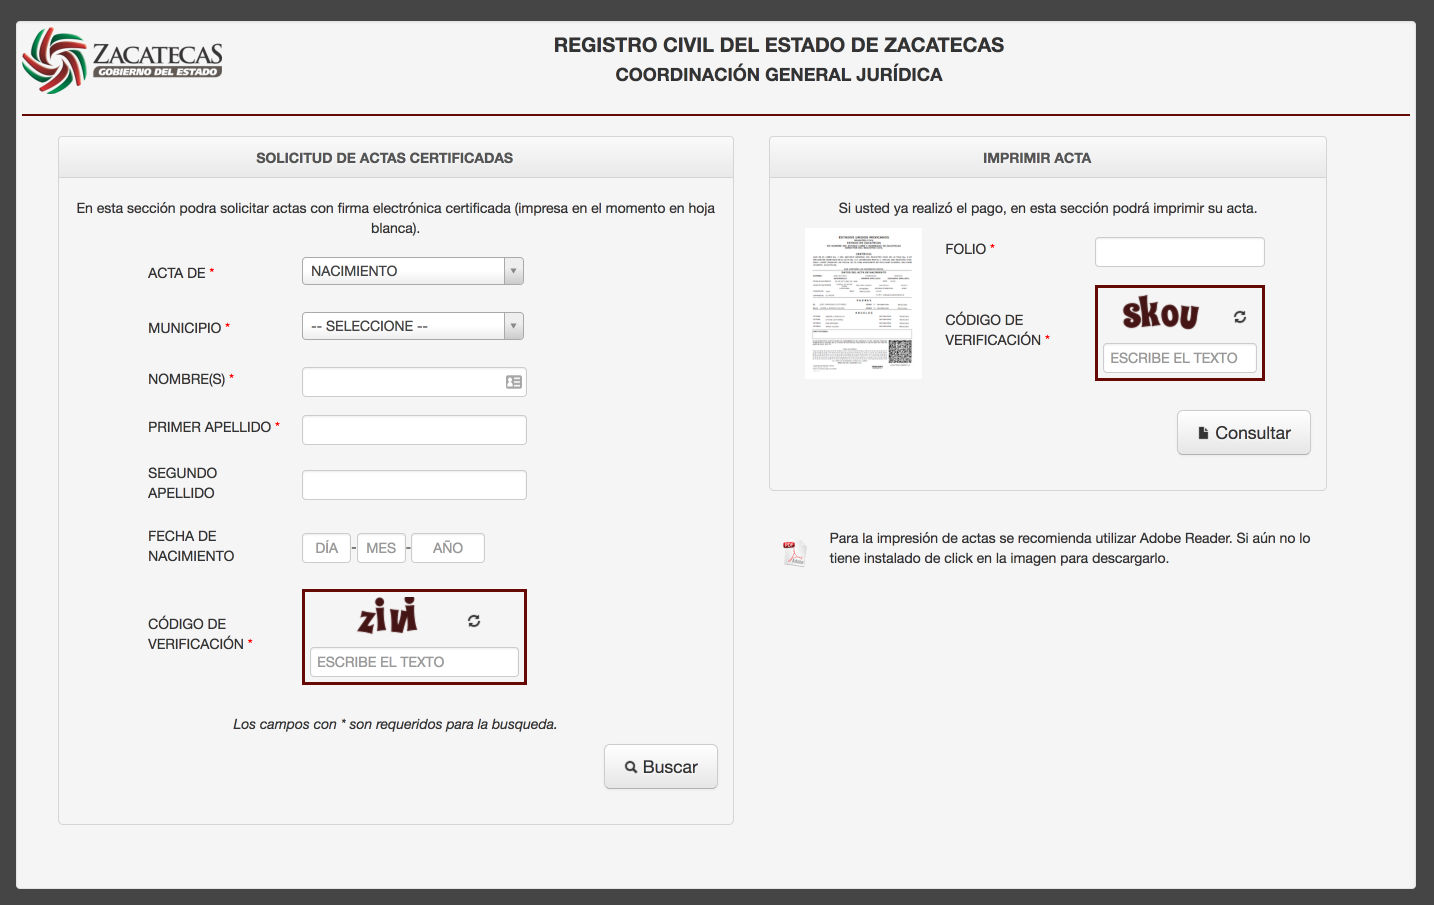 ZACATECAS
GOBIERNO DEL ESTADO
REGISTRO CIVIL DEL ESTADO DE ZACATECAS
COORDINACIÓN GENERAL JURÍDICA
SOLICITUD DE ACTAS CERTIFICADAS
En esta sección podra solicitar actas con firma electrónica certificada (impresa en el momento en hoja
blanca).
ACTA DE *
NACIMIENTO
MUNICIPIO *
-- SELECCIONE --
NOMBRE(S) *
PRIMER APELLIDO *
SEGUNDO
APELLIDO
FECHA DE
NACIMIENTO
DÍA - MES - AÑO
CÓDIGO DE
VERIFICACIÓN *
zivi
ESCRIBE EL TEXTO
Los campos con * son requeridos para la busqueda.
Buscar
IMPRIMIR ACTA
Si usted ya realizó el pago, en esta sección podrá imprimir su acta.
FOLIO *
CÓDIGO DE
VERIFICACIÓN *
skou
ESCRIBE EL TEXTO
Consultar
PDF
Para la impresión de actas se recomienda utilizar Adobe Reader. Si aún no lo
tiene instalado de click en la imagen para descargarlo.